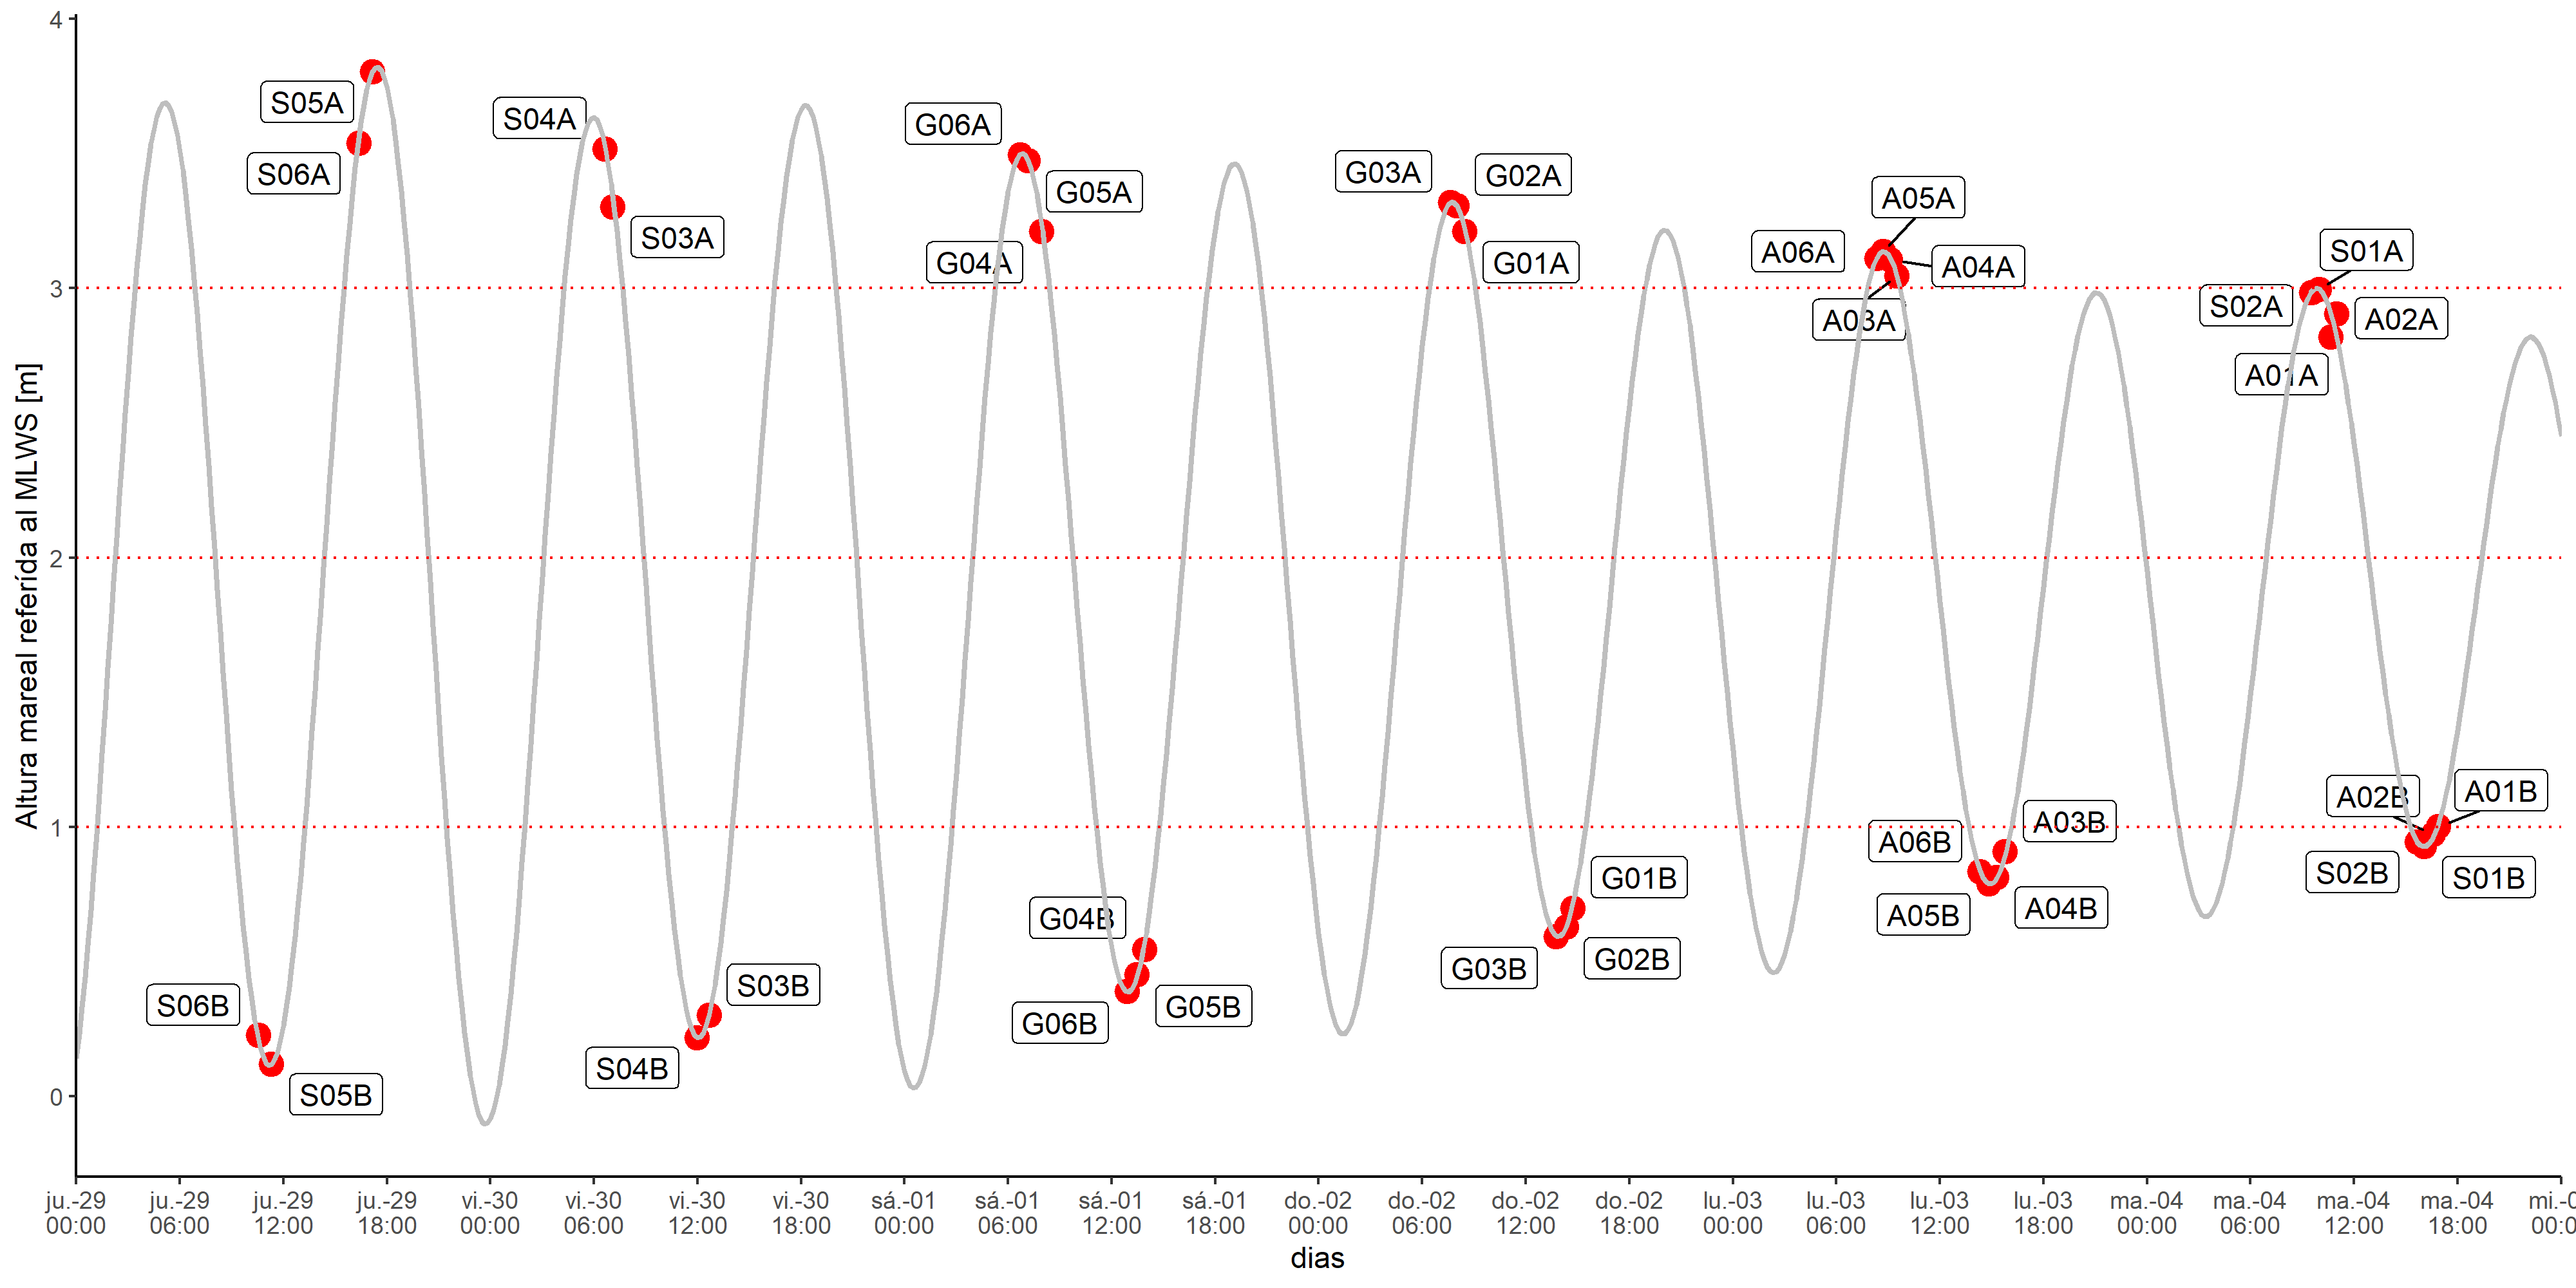 4
3
2
1
0
Altura mareal referída al MLWS [m]
S05A
S06A
S04A
S03A
G06A
G05A
G04A
G03A
G02A
G01A
A05A
A06A
A04A
A03A
S01A
S02A
A02A
A01A
S06B
S05B
S03B
S04B
G04B
G06B
G05B
G01B
G03B
G02B
A03B
A06B
A05B
A04B
A02B
A01B
S02B
S01B
ju.-29 ju.-29 ju.-29 ju.-29 vi.-30 vi.-30 vi.-30 vi.-30 sá.-01 sá.-01 sá.-01 sá.-01 do.-02 do.-02 do.-02 do.-02 lu.-03 lu.-03 lu.-03 lu.-03 ma.-04 ma.-04 ma.-04 ma.-04 mi.-0
00:00 06:00 12:00 18:00 00:00 06:00 12:00 18:00 00:00 06:00 12:00 18:00 00:00 06:00 12:00 18:00 00:00 06:00 12:00 18:00 00:00 06:00 12:00 18:00 00:0
dias